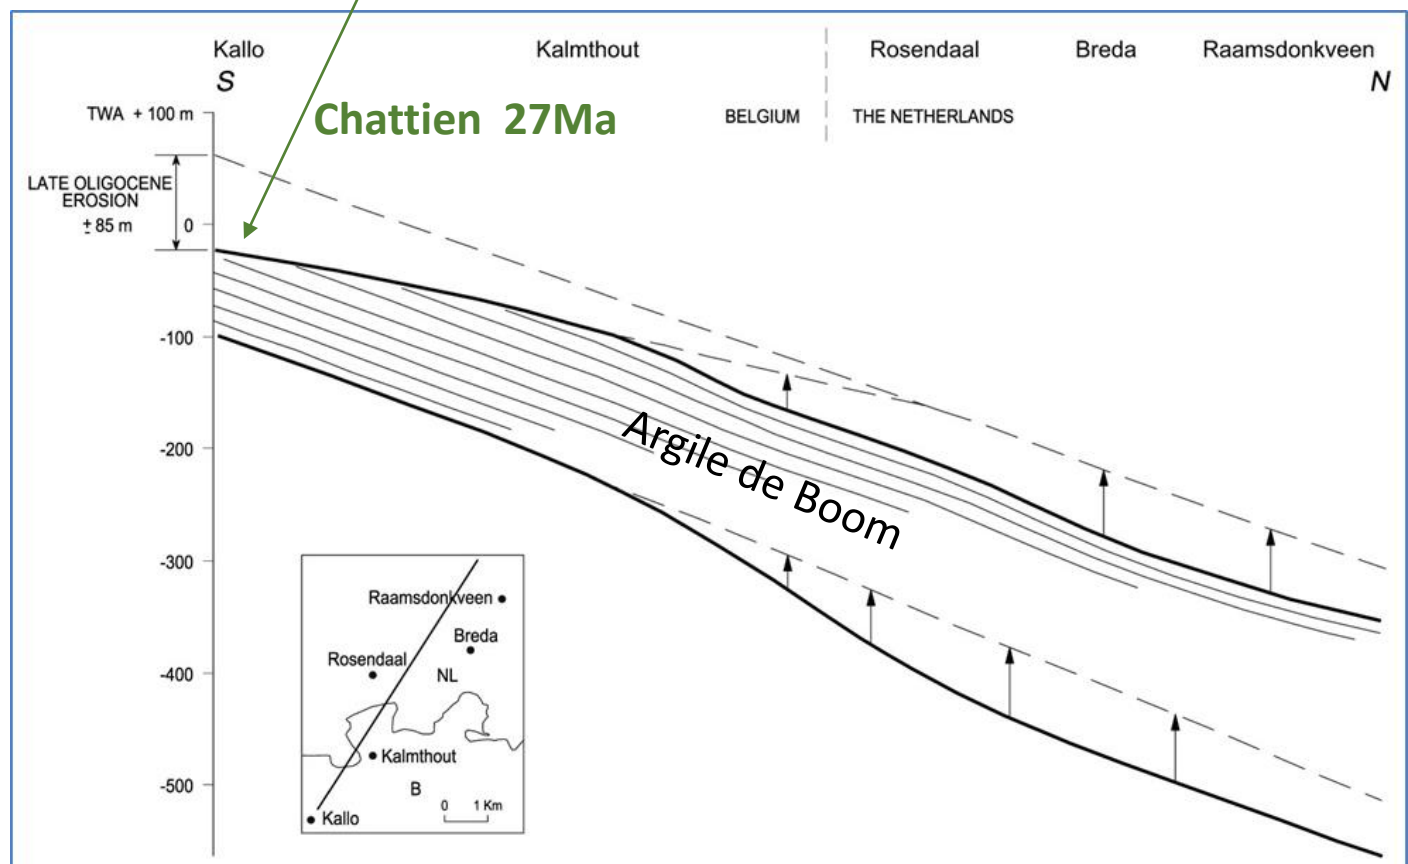 Kallo Kalmthout Rosendaal Breda Raamsdonkveen
S N
Chattien 27Ma
TWA + 100 m
BELGIUM THE NETHERLANDS
LATE OLIGOCENE
EROSION
± 85 m
0
-100
-200
-300
-400
-500
Argile de Boom
Raamsdonkveen
Breda
Rosendaal
NL
Kalmthout
B
0 1 Km
Kallo